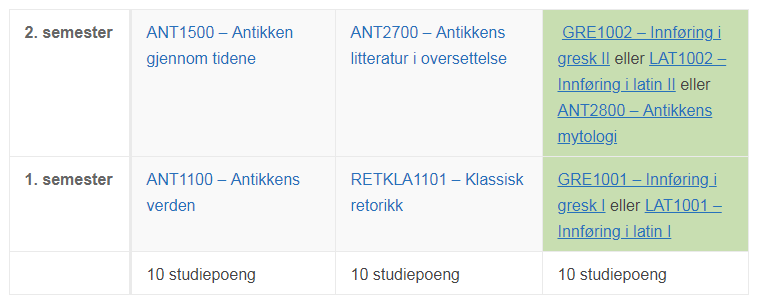 2. semester
ANT1500 – Antikken
gjennom tidene
ANT2700 – Antikkens
litteratur i oversettelse
GRE1002 – Innføring i
gresk II eller LAT1002 –
Innføring i latin II eller
ANT2800 – Antikkens
mytologi
1. semester
ANT1100 – Antikkens
verden
RETKLA1101 – Klassisk
retorikk
GRE1001 – Innføring i
gresk I eller LAT1001 –
Innføring i latin I
10 studiepoeng
10 studiepoeng
10 studiepoeng